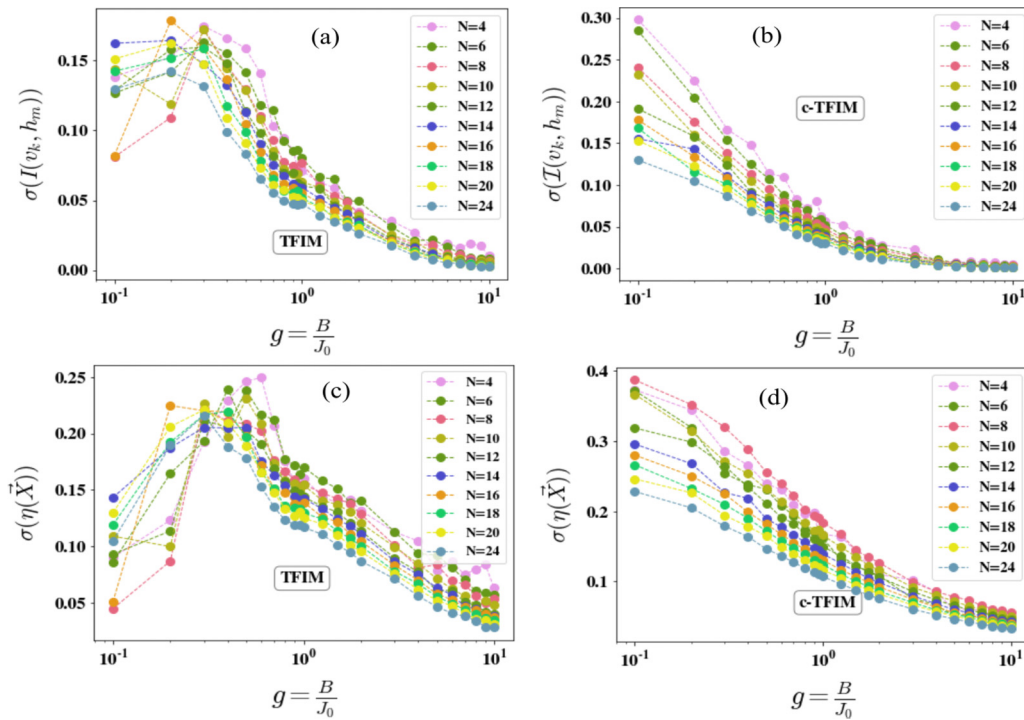 (a)
σ(I(v_k, h_m))
0.15
0.10
0.05
0.00
N=4
N=6
N=8
N=10
N=12
N=14
N=16
N=18
N=20
N=24
TFIM
10^-1
10^0
10^1
g = B/J_0
(b)
σ(ℐ(v_k, h_m))
0.30
0.25
0.20
0.15
0.10
0.05
0.00
c-TFIM
N=4
N=6
N=8
N=10
N=12
N=14
N=16
N=18
N=20
N=24
10^-1
10^0
10^1
g = B/J_0
(c)
σ(η(X⃗))
0.25
0.20
0.15
0.10
0.05
N=4
N=6
N=8
N=10
N=12
N=14
N=16
N=18
N=20
N=24
TFIM
10^-1
10^0
10^1
g = B/J_0
(d)
σ(η(X⃗))
0.4
0.3
0.2
0.1
N=4
N=6
N=8
N=10
N=12
N=14
N=16
N=18
N=20
N=24
c-TFIM
10^-1
10^0
10^1
g = B/J_0